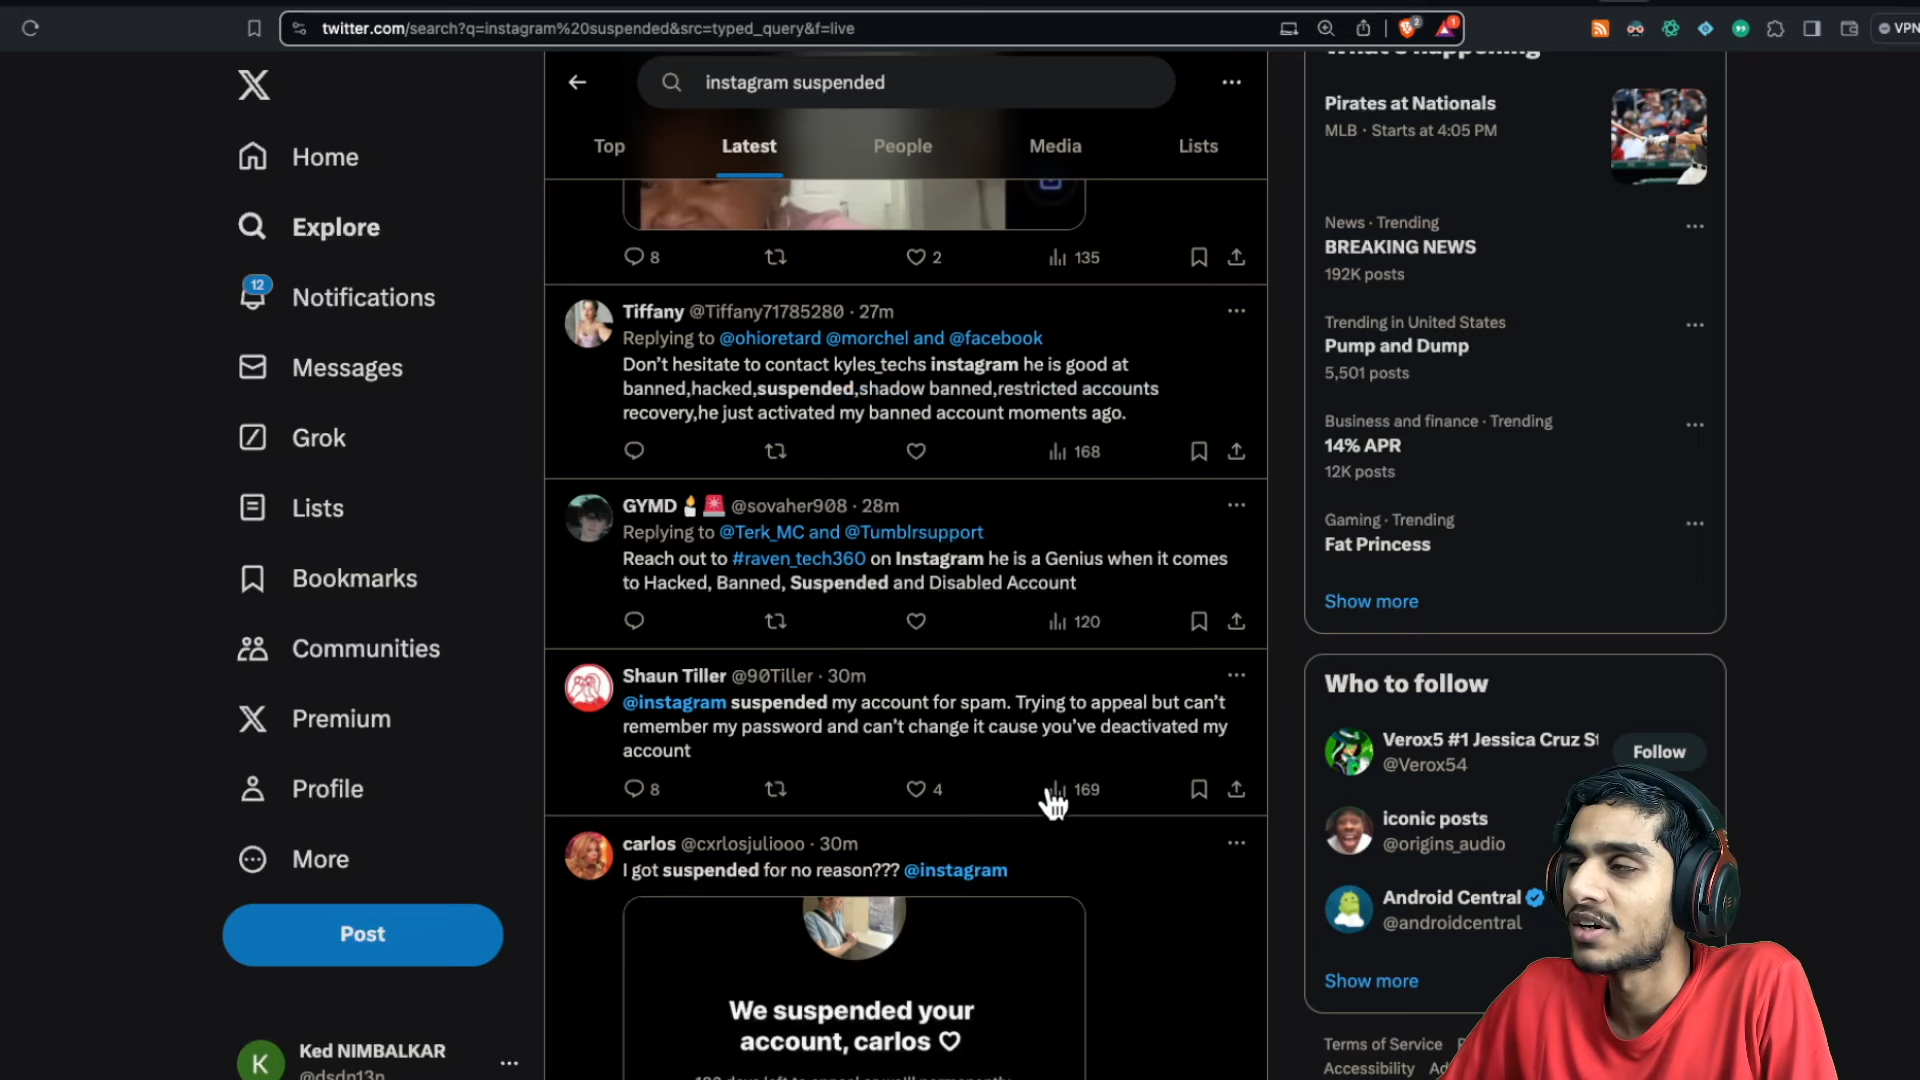 twitter.com/search?q=instagram%20suspended&src=typed_query&f=live
2
1
VPN
What's happening
instagram suspended
Top
Latest
People
Media
Lists
Home
Explore
12
Notifications
Messages
Grok
Lists
Bookmarks
Communities
Premium
Profile
More
Post
K
Ked NIMBALKAR
@dsdp13n
8
2
135
Tiffany @Tiffany71785280 · 27m
Replying to @ohioretard @morchel and @facebook
Don't hesitate to contact kyles_techs instagram he is good at
banned,hacked,suspended,shadow banned,restricted accounts
recovery,he just activated my banned account moments ago.
168
GYMD @sovaher908 · 28m
Replying to @Terk_MC and @Tumblrsupport
Reach out to #raven_tech360 on Instagram he is a Genius when it comes
to Hacked, Banned, Suspended and Disabled Account
120
Shaun Tiller @90Tiller · 30m
@instagram suspended my account for spam. Trying to appeal but can't
remember my password and can't change it cause you've deactivated my
account
8
4
169
carlos @cxrlosjuliooo · 30m
I got suspended for no reason??? @instagram
We suspended your
account, carlos ♡
Pirates at Nationals
MLB · Starts at 4:05 PM
News · Trending
BREAKING NEWS
192K posts
Trending in United States
Pump and Dump
5,501 posts
Business and finance · Trending
14% APR
12K posts
Gaming · Trending
Fat Princess
Show more
Who to follow
Verox5 #1 Jessica Cruz St
@Verox54
Follow
iconic posts
@origins_audio
Android Central
@androidcentral
Show more
Terms of Service
Accessibility